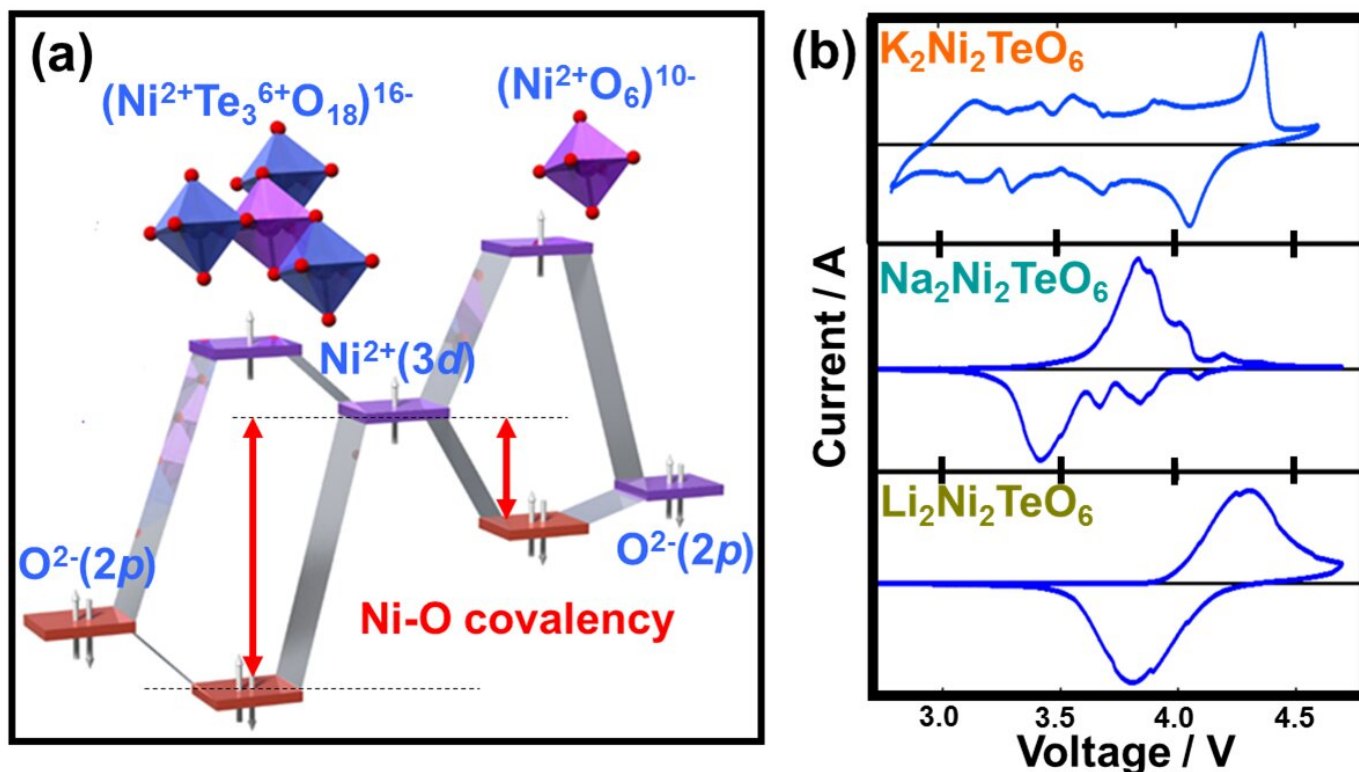 (a)
(Ni²⁺Te₃⁶⁺O₁₈)¹⁶⁻
(Ni²⁺O₆)¹⁰⁻
Ni²⁺(3d)
O²⁻(2p)
O²⁻(2p)
Ni-O covalency
(b)
K₂Ni₂TeO₆
Na₂Ni₂TeO₆
Li₂Ni₂TeO₆
Current / A
3.0 3.5 4.0 4.5
Voltage / V